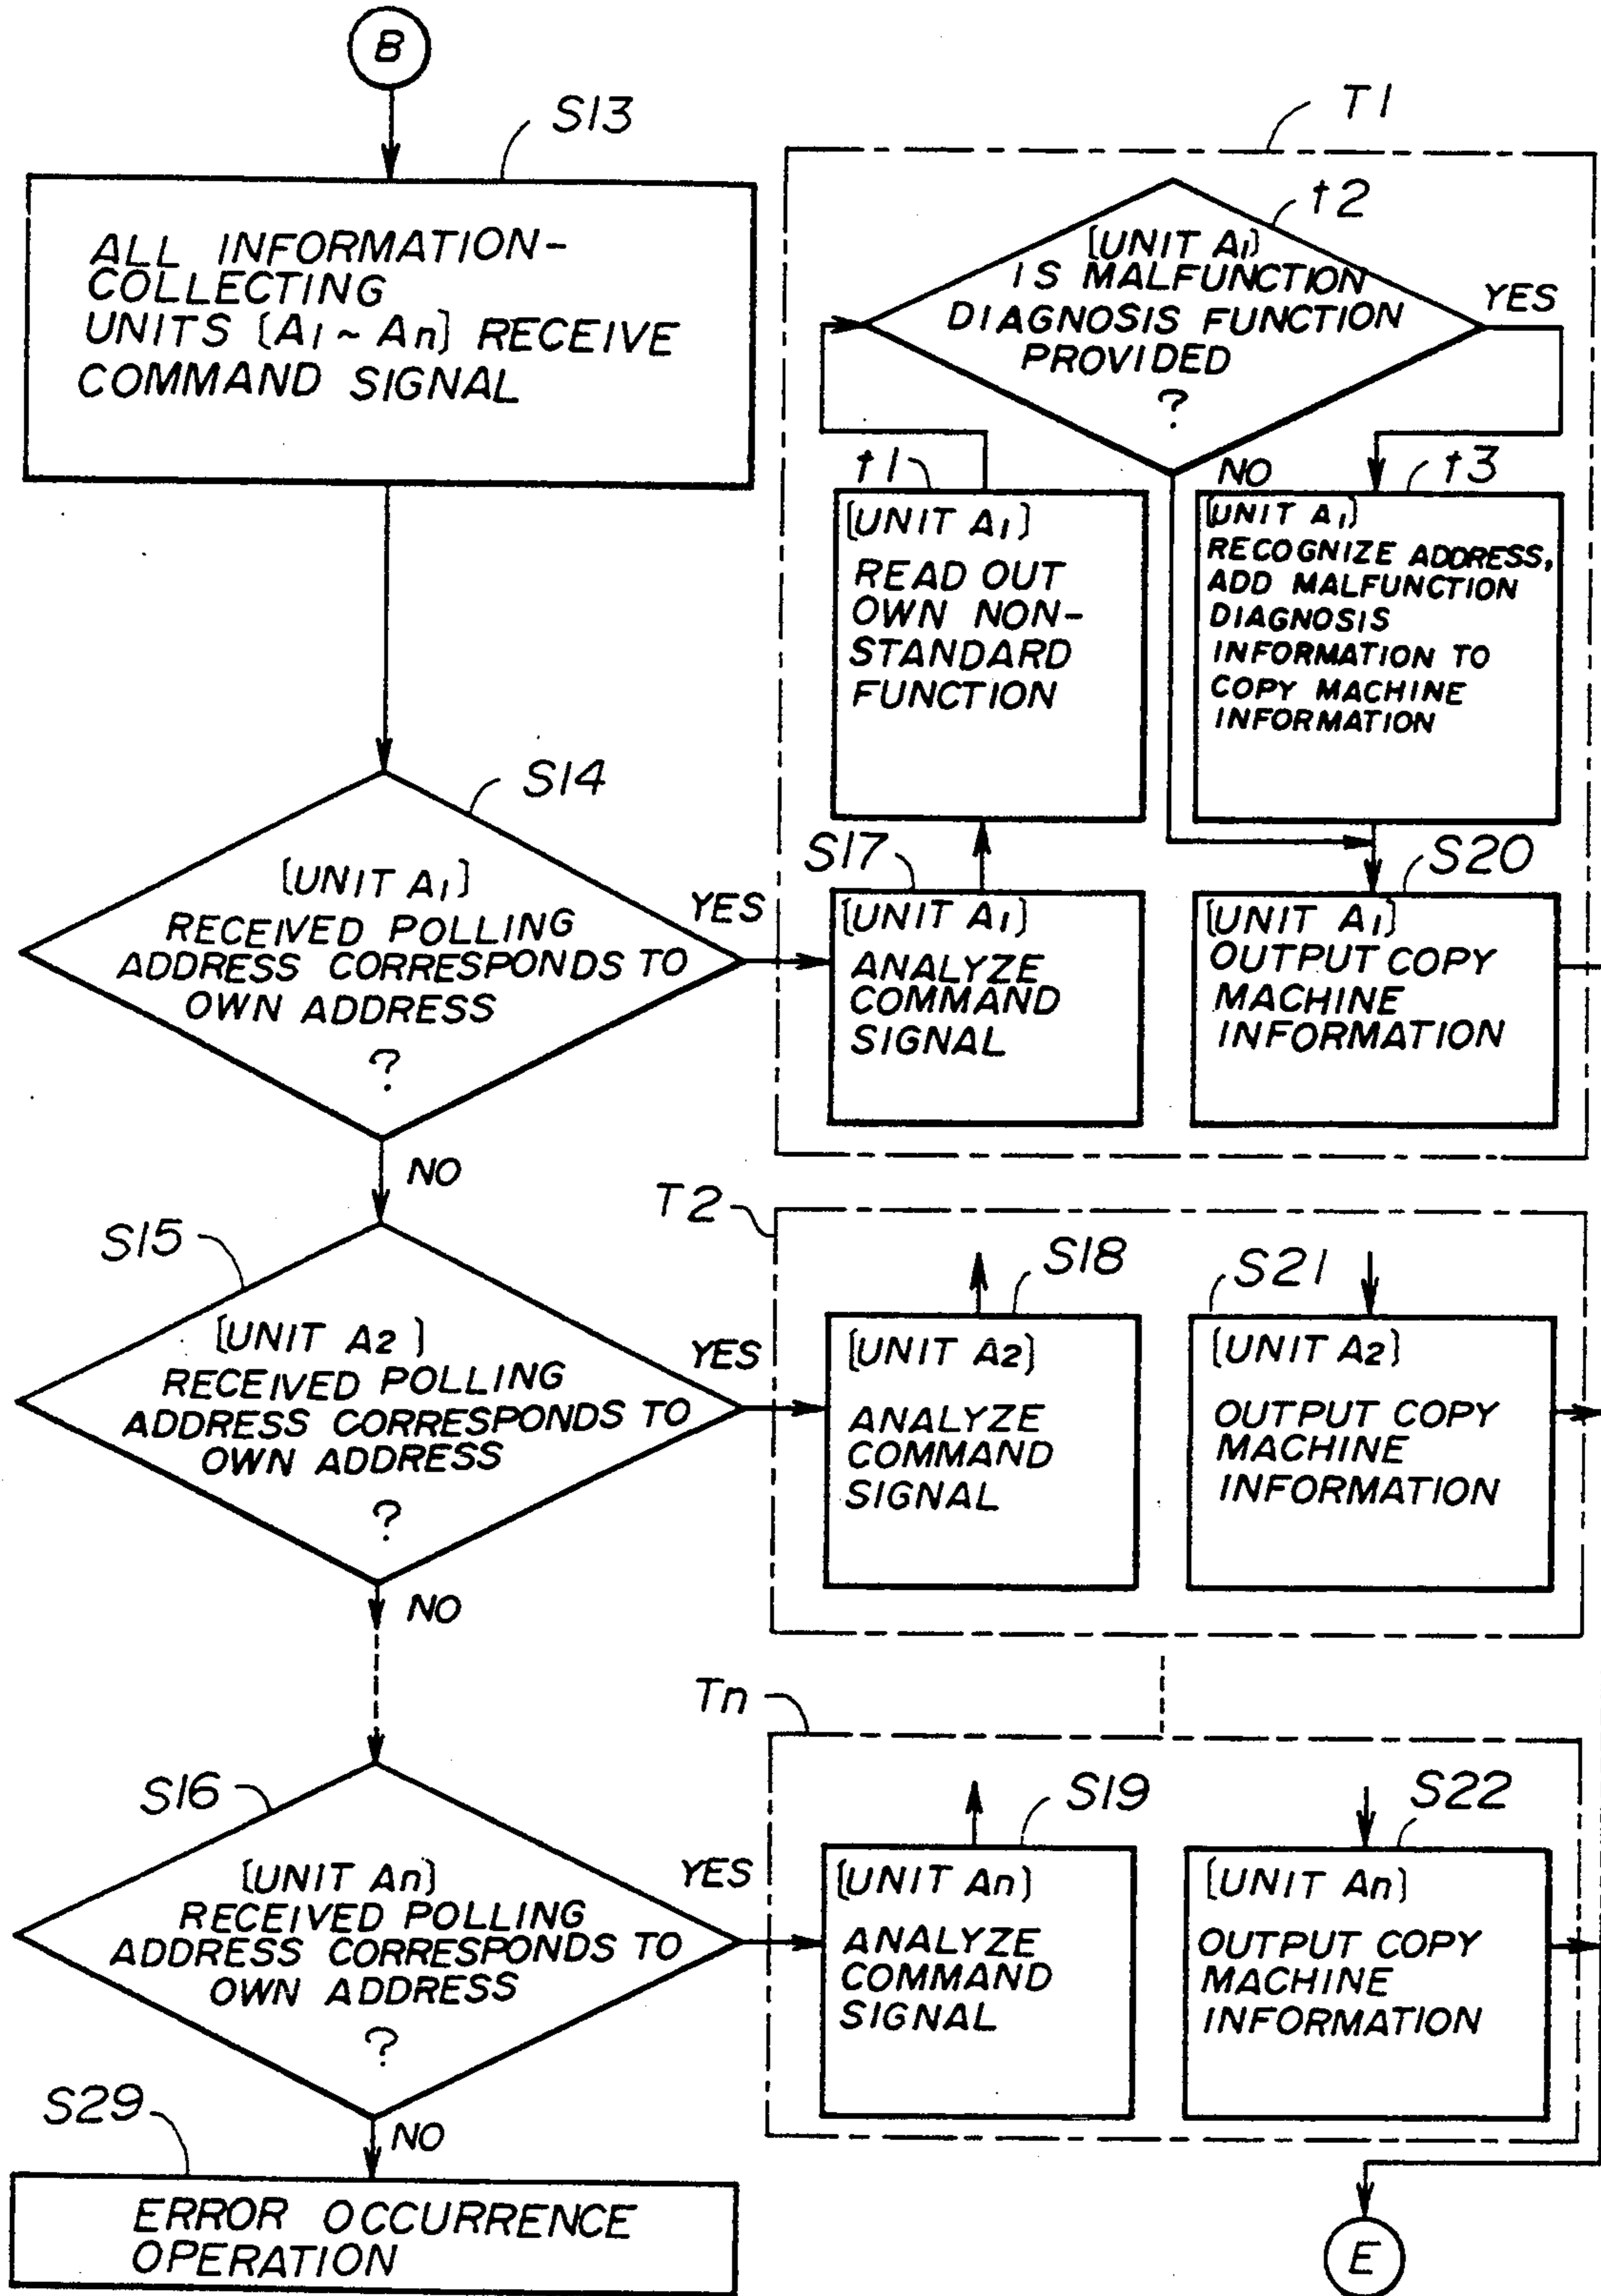 B
S13
ALL INFORMATION-
COLLECTING
UNITS [A1 ~ An] RECEIVE
COMMAND SIGNAL
T1
t2
[UNIT A1]
IS MALFUNCTION
DIAGNOSIS FUNCTION
PROVIDED
?
YES
NO
t1
[UNIT A1]
READ OUT
OWN NON-
STANDARD
FUNCTION
t3
[UNIT A1]
RECOGNIZE ADDRESS,
ADD MALFUNCTION
DIAGNOSIS
INFORMATION TO
COPY MACHINE
INFORMATION
S14
[UNIT A1]
RECEIVED POLLING
ADDRESS CORRESPONDS TO
OWN ADDRESS
?
YES
NO
S17
[UNIT A1]
ANALYZE
COMMAND
SIGNAL
S20
[UNIT A1]
OUTPUT COPY
MACHINE
INFORMATION
T2
S15
[UNIT A2]
RECEIVED POLLING
ADDRESS CORRESPONDS TO
OWN ADDRESS
?
YES
NO
S18
[UNIT A2]
ANALYZE
COMMAND
SIGNAL
S21
[UNIT A2]
OUTPUT COPY
MACHINE
INFORMATION
Tn
S16
[UNIT An]
RECEIVED POLLING
ADDRESS CORRESPONDS TO
OWN ADDRESS
?
YES
NO
S19
[UNIT An]
ANALYZE
COMMAND
SIGNAL
S22
[UNIT An]
OUTPUT COPY
MACHINE
INFORMATION
S29
ERROR OCCURRENCE
OPERATION
E